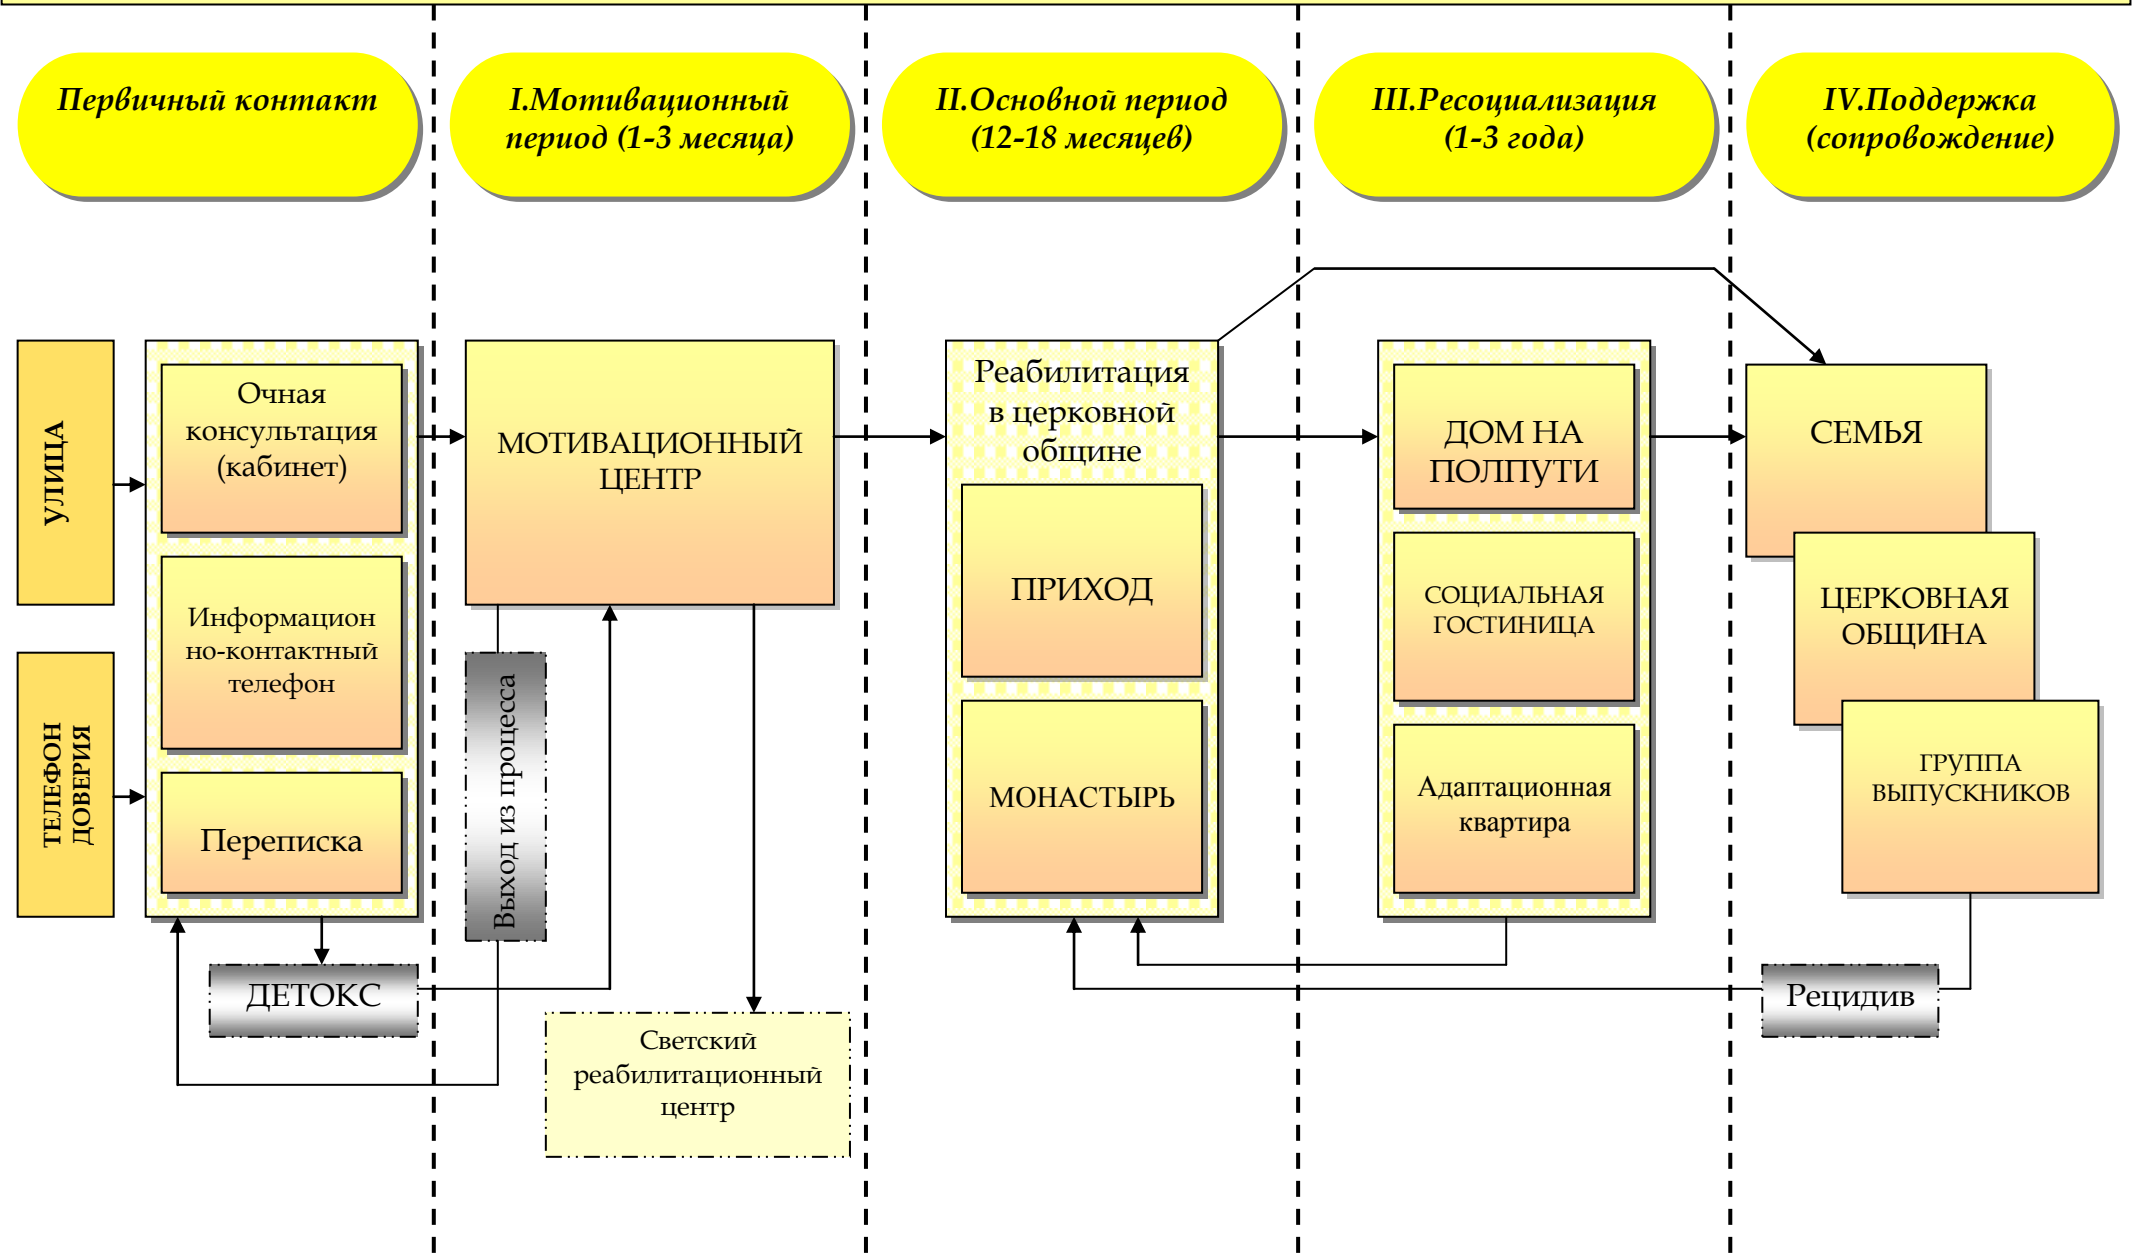 Первичный контакт
I.Мотивационный
период (1-3 месяца)
II.Основной период
(12-18 месяцев)
III.Ресоциализация
(1-3 года)
IV.Поддержка
(сопровождение)
УЛИЦА
ТЕЛЕФОН
ДОВЕРИЯ
Очная
консультация
(кабинет)
Информацион
но-контактный
телефон
Переписка
ДЕТОКС
МОТИВАЦИОННЫЙ
ЦЕНТР
Выход из процесса
Светский
реабилитационный
центр
Реабилитация
в церковной
общине
ПРИХОД
МОНАСТЫРЬ
ДОМ НА
ПОЛПУТИ
СОЦИАЛЬНАЯ
ГОСТИНИЦА
Адаптационная
квартира
СЕМЬЯ
ЦЕРКОВНАЯ
ОБЩИНА
ГРУППА
ВЫПУСКНИКОВ
Рецидив